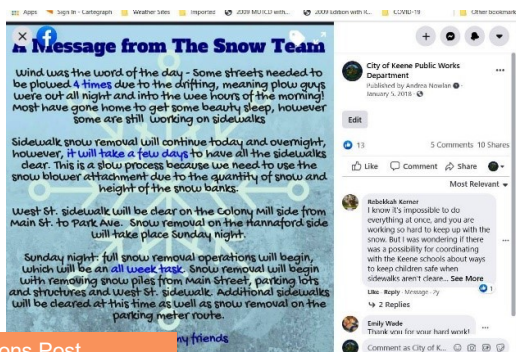 Apps
Sign In - Cartegraph
Weather Sites
Imported
2009 MUTCD with...
2009 Edition with R...
COVID-19
Other bookmark
A Message from The Snow Team
Wind was the word of the day - Some streets needed to
be plowed 4 times due to the drifting, meaning plow guys
were out all night and into the wee hours of the morning!
Most have gone home to get some beauty sleep, however
some are still working on sidewalks
Sidewalk snow removal will continue today and overnight,
however, it will take a few days to have all the sidewalks
clear. This is a slow process because we need to use the
snow blower attachment due to the quantity of snow and
height of the snow banks.
West St. sidewalk will be clear on the Colony Mill side from
Main St. to Park Ave. Snow removal on the Hannaford side
will take place Sunday night.
Sunday night: full snow removal operations will begin,
which will be an all week task. Snow removal will begin
with removing snow piles from Main Street, parking lots
and structures and West St. sidewalk. Additional sidewalks
will be cleared at this time as well as snow removal on the
parking meter route.
my friends
ons Post
City of Keene Public Works
Department
Published by Andrea Nowlan
January 5, 2018
Edit
13
5 Comments 10 Shares
Like Comment Share
Most Relevant
Rebekkah Kerner
I know it's impossible to do
everything at once, and you are
working so hard to keep up with the
snow. But I was wondering if there
was a possibility for coordinating
with the Keene schools about ways
to keep children safe when
sidewalks aren't cleare... See More
Like · Reply · Message · 7y
1
2 Replies
Emily Wade
Thank you for your hard work!
Comment as City of K...